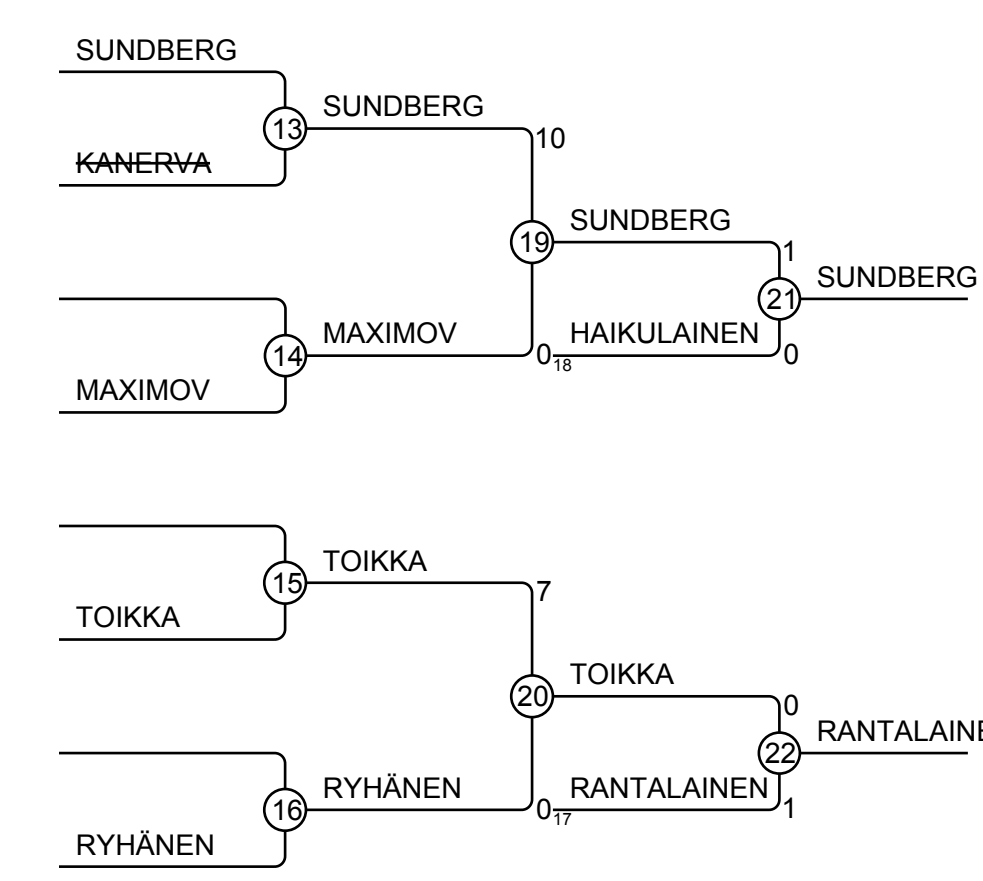 SUNDBERG
13
SUNDBERG
KANERVA
10
19
SUNDBERG
1
21
SUNDBERG
14
MAXIMOV
MAXIMOV
0
18
HAIKULAINEN
0
15
TOIKKA
TOIKKA
7
20
TOIKKA
0
22
RANTALAINE
16
RYHÄNEN
RYHÄNEN
0
17
RANTALAINEN
1